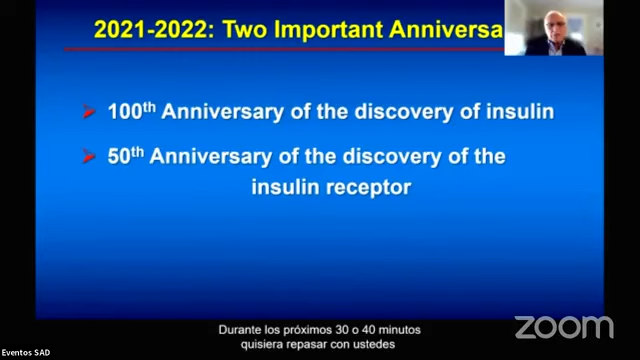 2021-2022: Two Important Anniversa
➢ 100th Anniversary of the discovery of insulin
➢ 50th Anniversary of the discovery of the
insulin receptor
zoom
Durante los próximos 30 o 40 minutos
quisiera repasar con ustedes
Eventos SAD